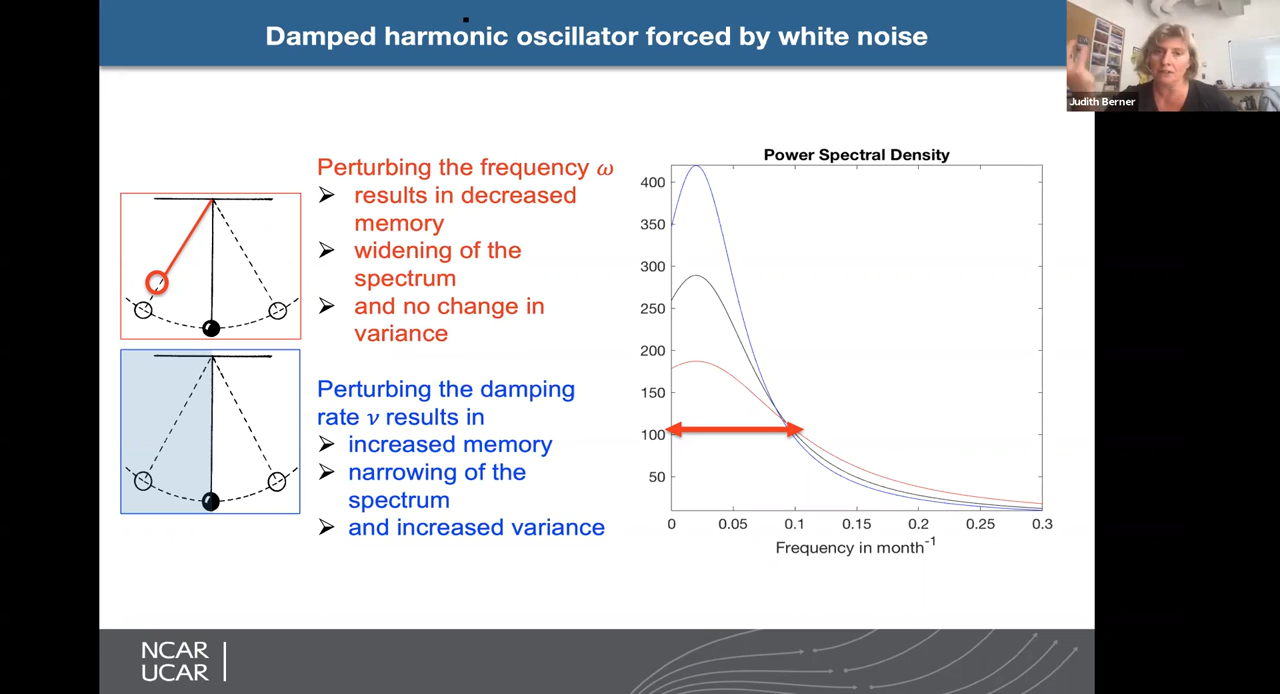 Damped harmonic oscillator forced by white noise
Judith Berner
Perturbing the frequency ω
➢ results in decreased
memory
➢ widening of the
spectrum
➢ and no change in
variance
Perturbing the damping
rate ν results in
➢ increased memory
➢ narrowing of the
spectrum
➢ and increased variance
Power Spectral Density
400
350
300
250
200
150
100
50
0 0.05 0.1 0.15 0.2 0.25 0.3
Frequency in month⁻¹
NCAR
UCAR